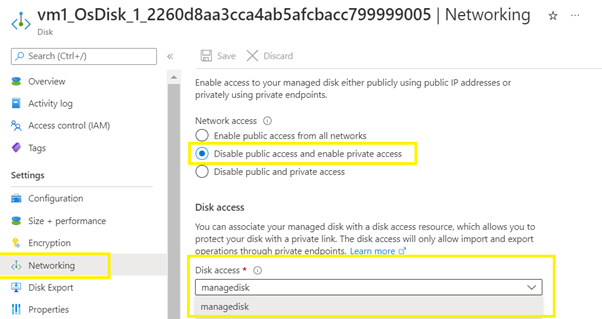 vm1_OsDisk_1_2260d8aa3cca4ab5afcbacc799999005 | Networking
Disk
Search (Ctrl+/)
Save
Discard
Overview
Activity log
Access control (IAM)
Tags
Settings
Configuration
Size + performance
Encryption
Networking
Disk Export
Properties
Enable access to your managed disk either publicly using public IP addresses or
privately using private endpoints.
Network access
Enable public access from all networks
Disable public access and enable private access
Disable public and private access
Disk access
You can associate your managed disk with a disk access resource, which allows you to
protect your disk with a private link. The disk access will only allow import and export
operations through private endpoints. Learn more
Disk access *
managedisk
managedisk